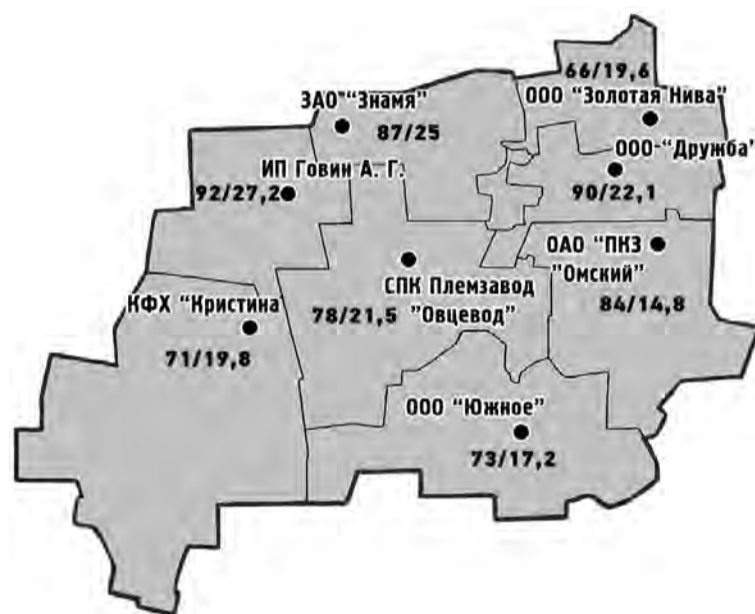 66/19,6
ООО "Золотая Нива"
ЗАО "Знамя"
87/25
ООО "Дружба"
90/22,1
ИП Говин А. Г.
92/27,2
ОАО "ПКЗ
"Омский"
84/14,8
СПК Племзавод
"Овцевод"
78/21,5
КФХ "Кристина"
71/19,8
ООО "Южное"
73/17,2